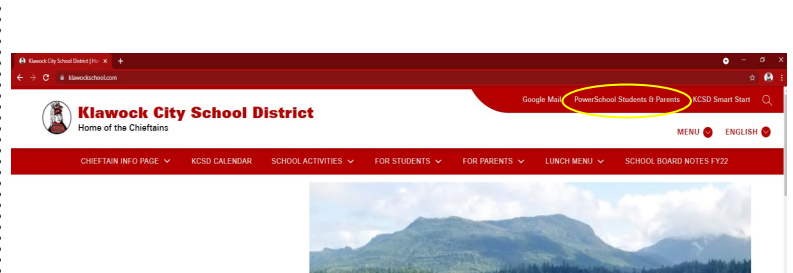 Klawock City School District | Ho
klawockschool.com
Google Mail PowerSchool Students & Parents KCSD Smart Start
Klawock City School District
Home of the Chieftains
MENU ENGLISH
CHIEFTAIN INFO PAGE KCSD CALENDAR SCHOOL ACTIVITIES FOR STUDENTS FOR PARENTS LUNCH MENU SCHOOL BOARD NOTES FY22